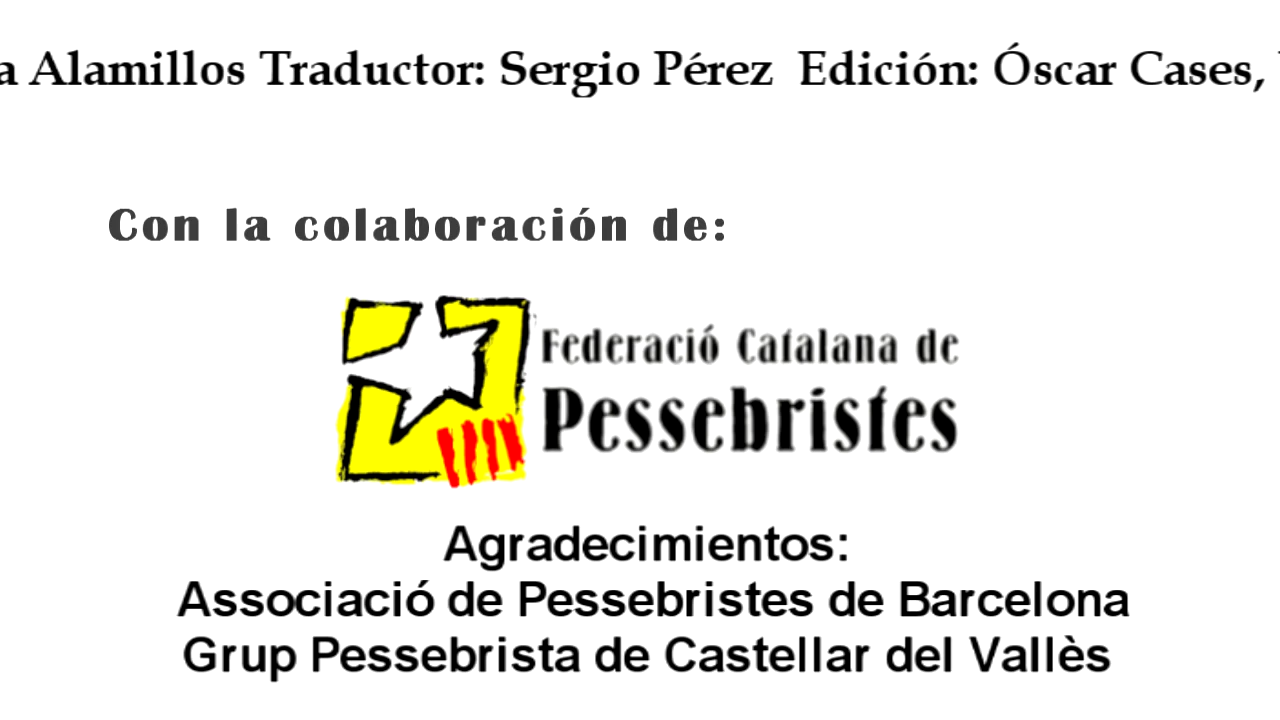 a Alamillos Traductor: Sergio Pérez Edición: Óscar Cases,
Con la colaboración de:
Federació Catalana de
Pessebristes
Agradecimientos:
Associació de Pessebristes de Barcelona
Grup Pessebrista de Castellar del Vallès